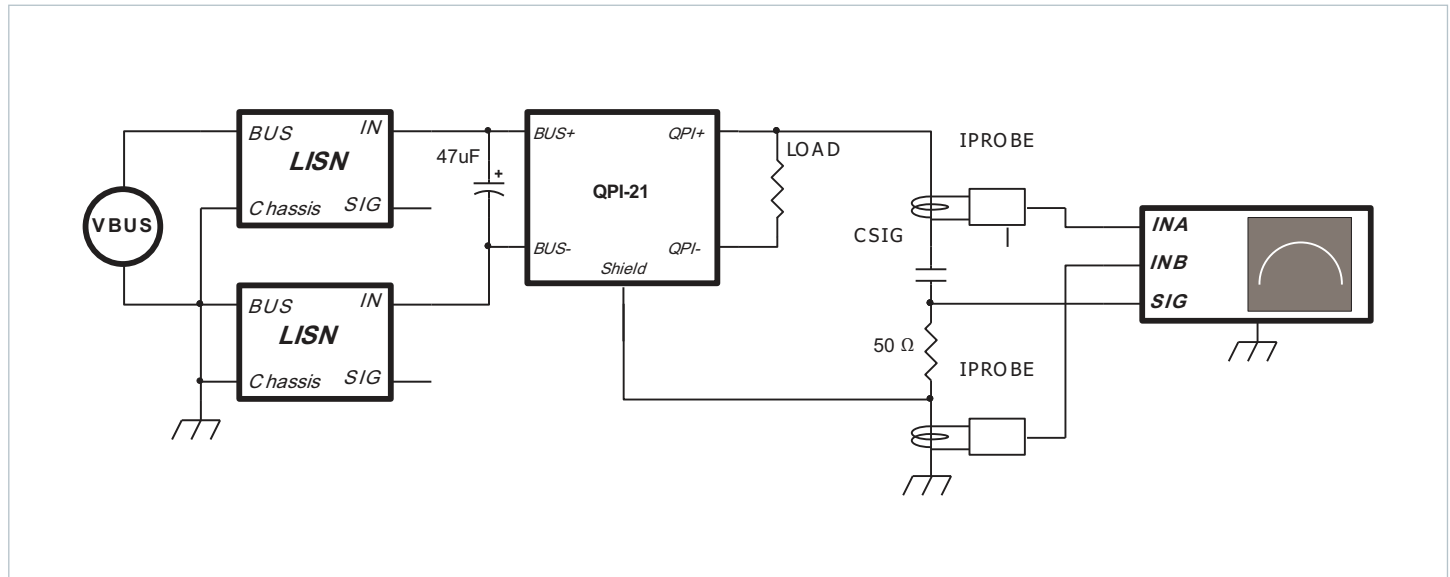 BUS
IN
LISN
Chassis
SIG
VBUS
BUS
IN
LISN
Chassis
SIG
47uF
+
BUS+
QPI+
QPI-21
BUS-
QPI-
Shield
LOAD
IPROBE
CSIG
50 Ω
IPROBE
INA
INB
SIG